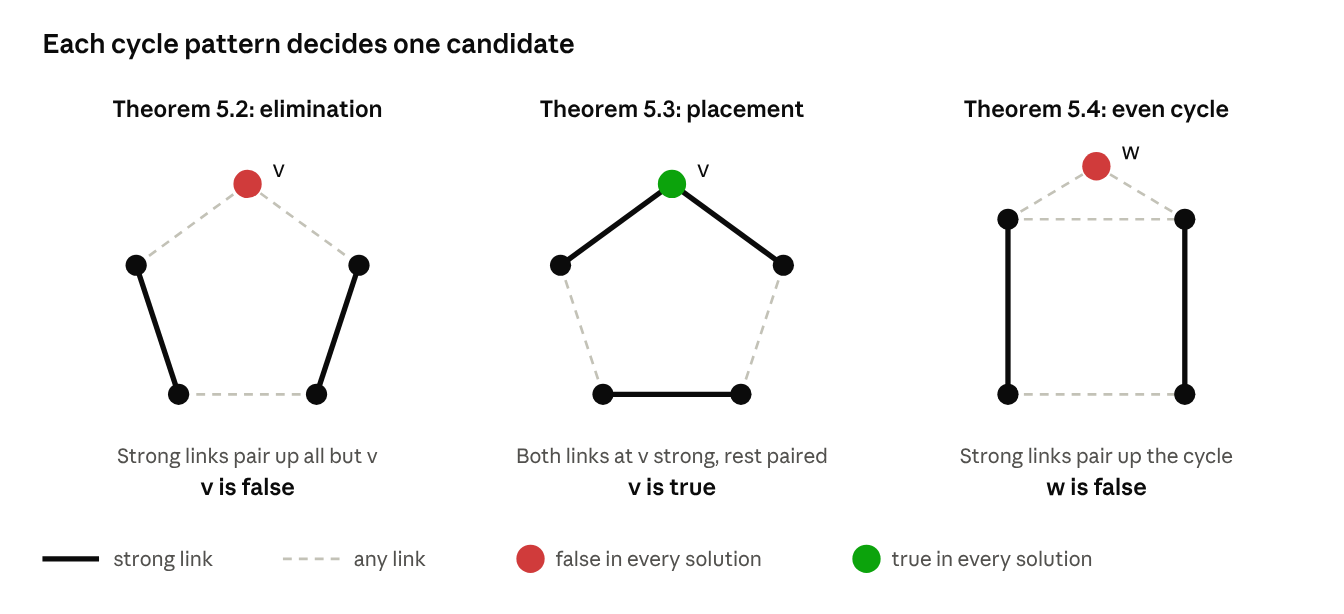 Each cycle pattern decides one candidate
Theorem 5.2: elimination
v
Strong links pair up all but v
v is false
Theorem 5.3: placement
v
Both links at v strong, rest paired
v is true
Theorem 5.4: even cycle
w
Strong links pair up the cycle
w is false
strong link
any link
false in every solution
true in every solution